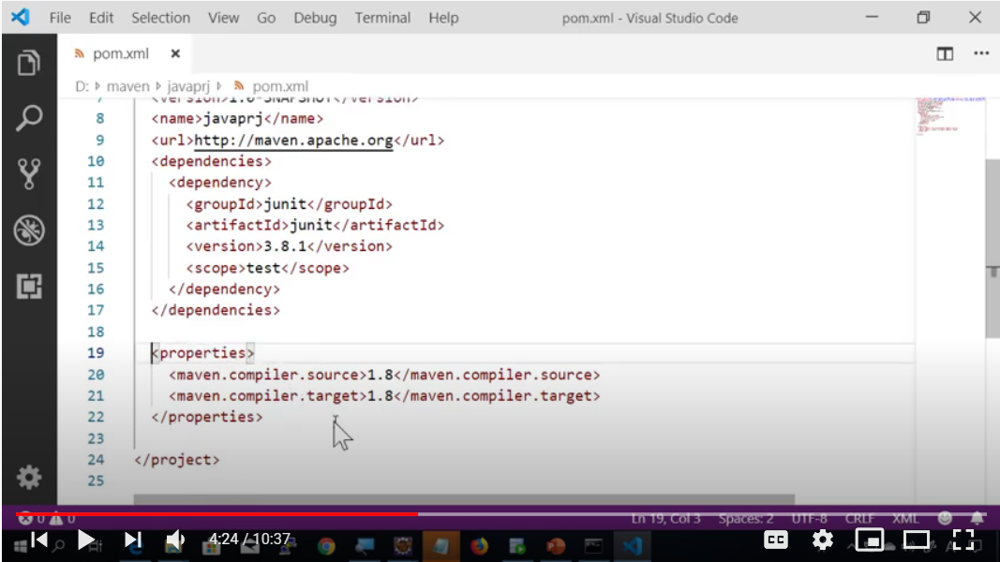 File Edit Selection View Go Debug Terminal Help pom.xml - Visual Studio Code
pom.xml
D: maven javaprj pom.xml
7 <version>1.0-SNAPSHOT</version>
8 <name>javaprj</name>
9 <url>http://maven.apache.org</url>
10 <dependencies>
11 <dependency>
12 <groupId>junit</groupId>
13 <artifactId>junit</artifactId>
14 <version>3.8.1</version>
15 <scope>test</scope>
16 </dependency>
17 </dependencies>
18
19 <properties>
20 <maven.compiler.source>1.8</maven.compiler.source>
21 <maven.compiler.target>1.8</maven.compiler.target>
22 </properties>
23
24 </project>
25
0 0 Ln 19, Col 3 Spaces: 2 UTF-8 CRLF XML
4:24 / 10:37 CC